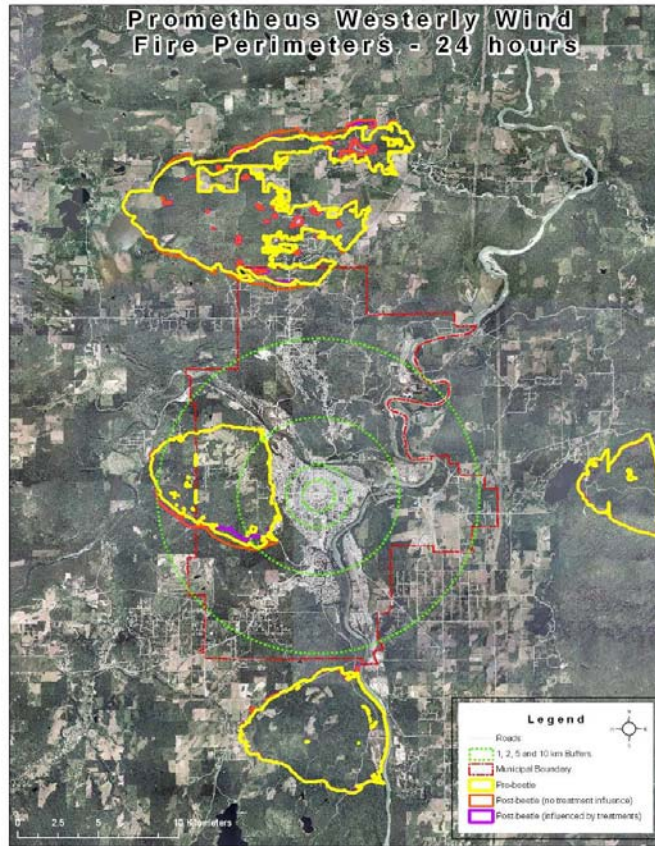 Prometheus Westerly Wind
Fire Perimeters - 24 hours
Legend
Roads
1, 2, 5 and 10 km Buffers
Municipal Boundary
Pre-beetle
Post-beetle (no treatment influence)
Post-beetle (influenced by treatments)
0 2.5 5 10 Kilometers